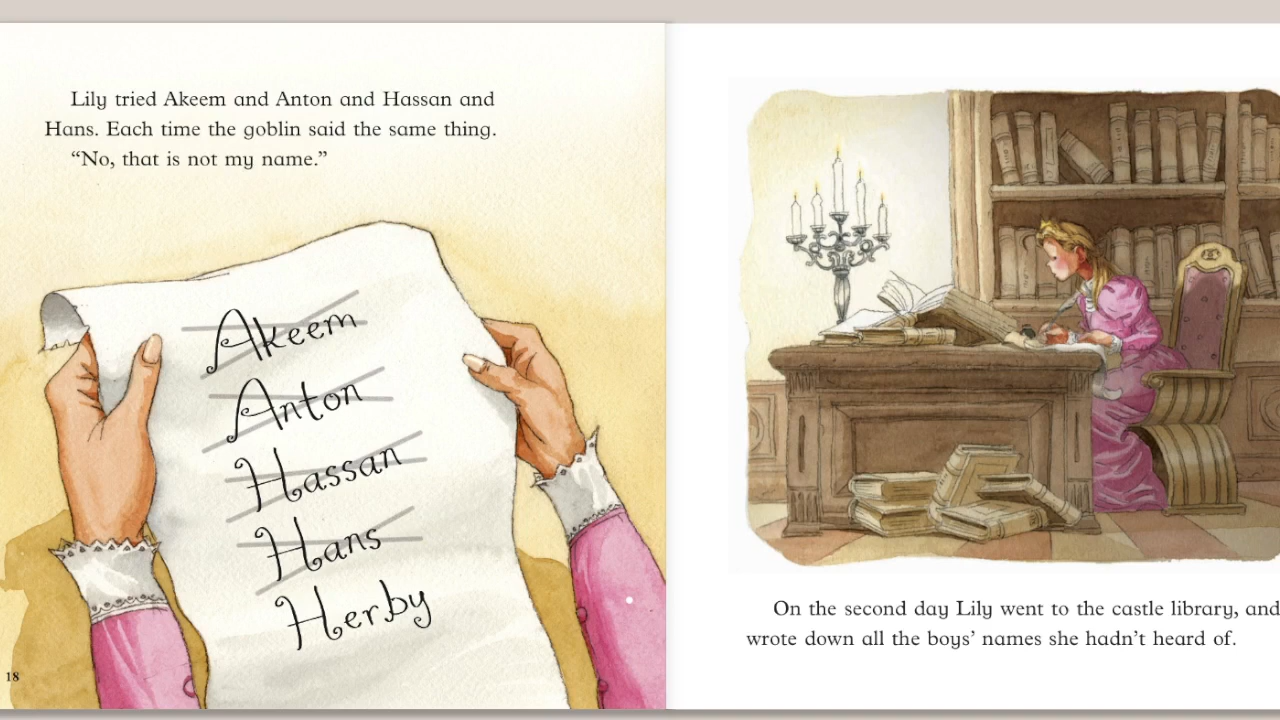 Lily tried Akeem and Anton and Hassan and
Hans. Each time the goblin said the same thing.
“No, that is not my name.”
Akeem
Anton
Hassan
Hans
Herby
18
On the second day Lily went to the castle library, and
wrote down all the boys’ names she hadn’t heard of.